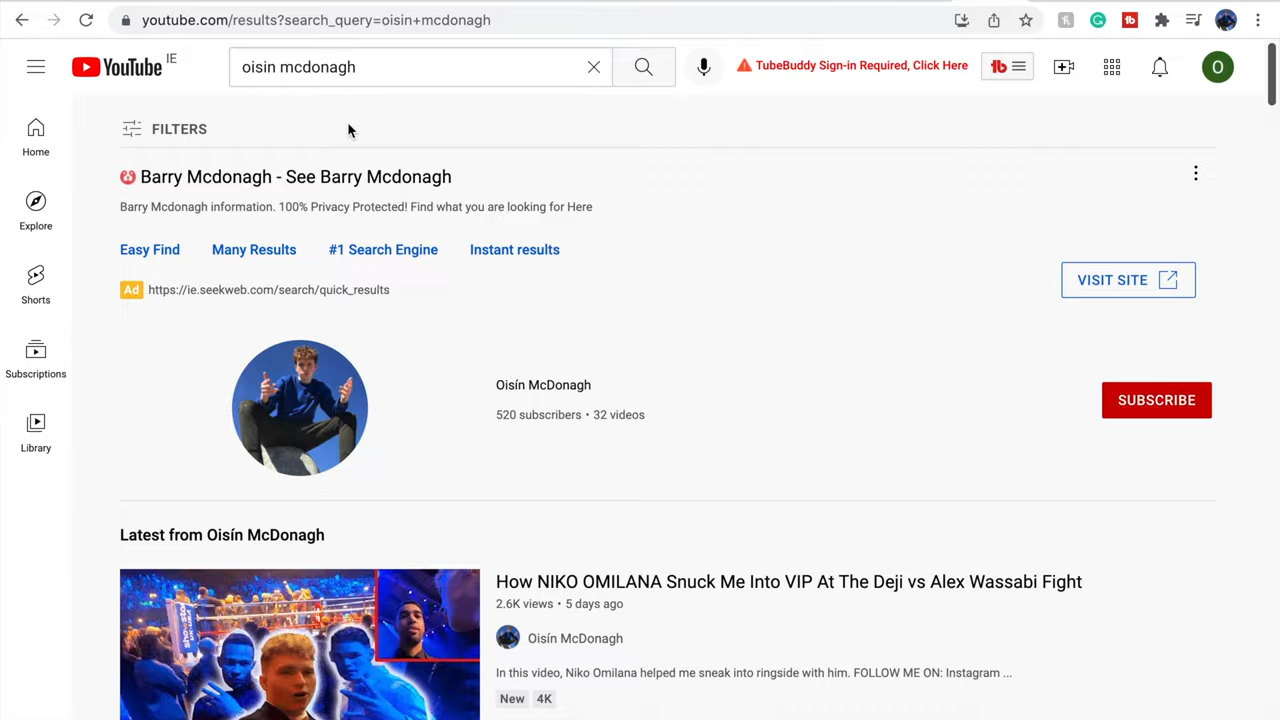 youtube.com/results?search_query=oisin+mcdonagh
YouTube IE
oisin mcdonagh
TubeBuddy Sign-in Required, Click Here
tb
O
FILTERS
Home
Barry Mcdonagh - See Barry Mcdonagh
Barry Mcdonagh information. 100% Privacy Protected! Find what you are looking for Here
Explore
Easy Find Many Results #1 Search Engine Instant results
Ad https://ie.seekweb.com/search/quick_results
VISIT SITE
Shorts
Subscriptions
Library
Oisín McDonagh
520 subscribers • 32 videos
SUBSCRIBE
Latest from Oisín McDonagh
How NIKO OMILANA Snuck Me Into VIP At The Deji vs Alex Wassabi Fight
2.6K views • 5 days ago
Oisín McDonagh
In this video, Niko Omilana helped me sneak into ringside with him. FOLLOW ME ON: Instagram ...
New 4K